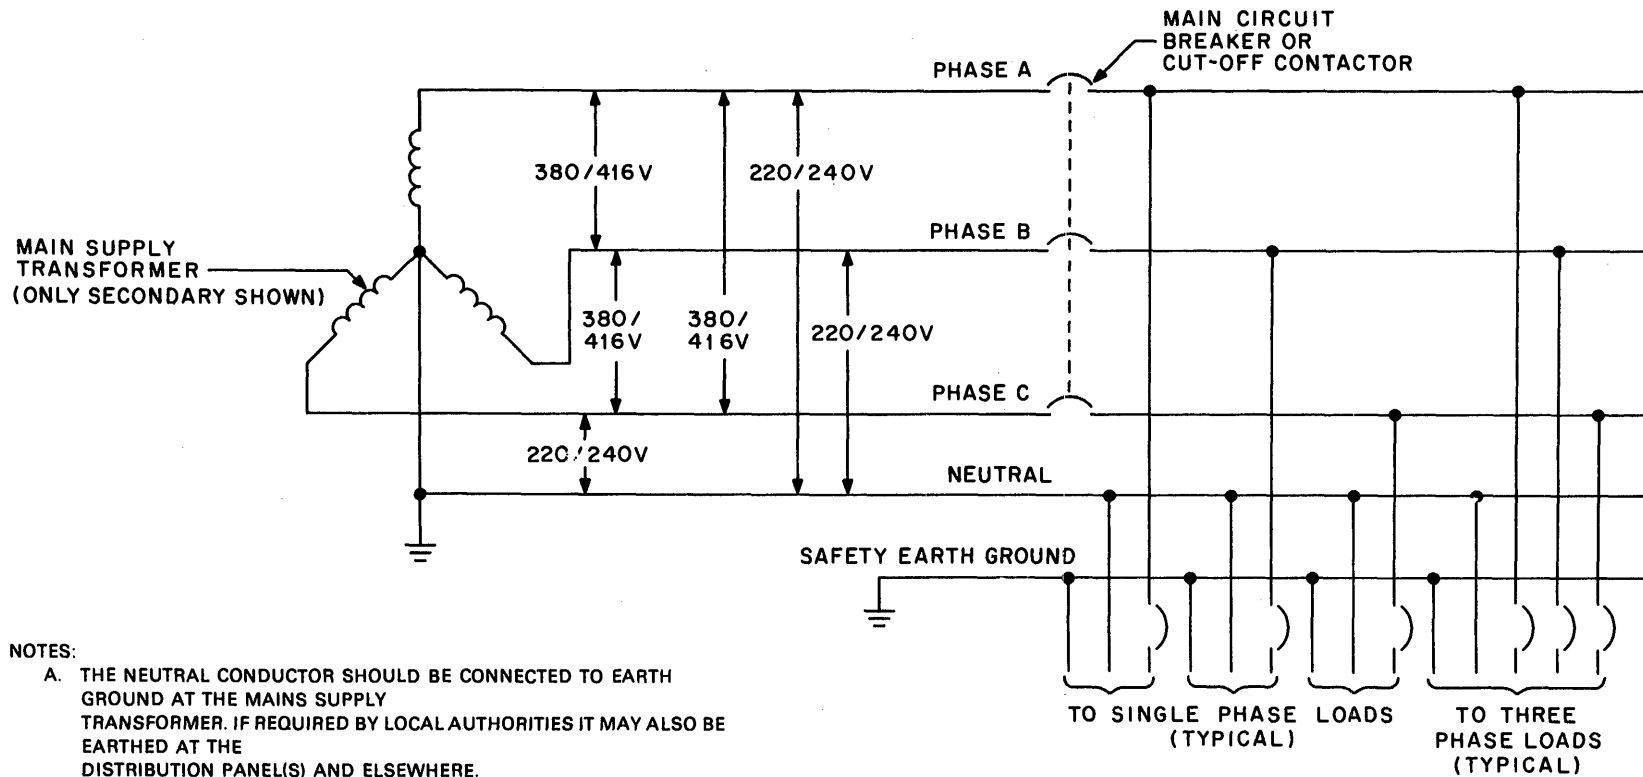 MAIN CIRCUIT
BREAKER OR
CUT-OFF CONTACTOR
PHASE A
380/416V
220/240V
PHASE B
MAIN SUPPLY
TRANSFORMER
(ONLY SECONDARY SHOWN)
380/
416V
380/
416V
220/240V
PHASE C
220/240V
NEUTRAL
SAFETY EARTH GROUND
NOTES:
A. THE NEUTRAL CONDUCTOR SHOULD BE CONNECTED TO EARTH
GROUND AT THE MAINS SUPPLY
TRANSFORMER. IF REQUIRED BY LOCAL AUTHORITIES IT MAY ALSO BE
EARTHED AT THE
DISTRIBUTION PANEL(S) AND ELSEWHERE.
TO SINGLE PHASE LOADS
(TYPICAL)
TO THREE
PHASE LOADS
(TYPICAL)